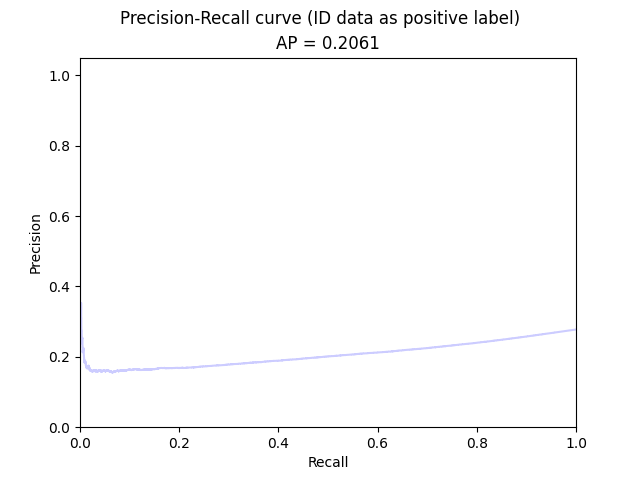 Precision-Recall curve (ID data as positive label)
AP = 0.2061
1.0
0.8
0.6
0.4
0.2
0.0
Precision
0.0 0.2 0.4 0.6 0.8 1.0
Recall